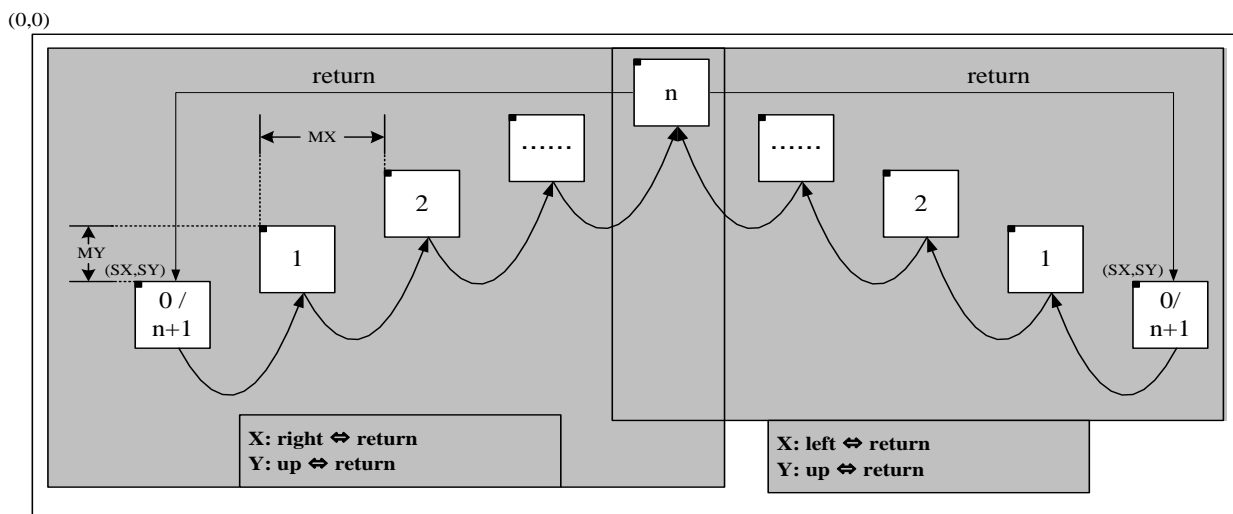 (0,0)
return
return
n
MX
......
......
2
2
1
1
MY
(SX,SY)
(SX,SY)
0 /
n+1
0/
n+1
X: right ⇔ return
Y: up ⇔ return
X: left ⇔ return
Y: up ⇔ return